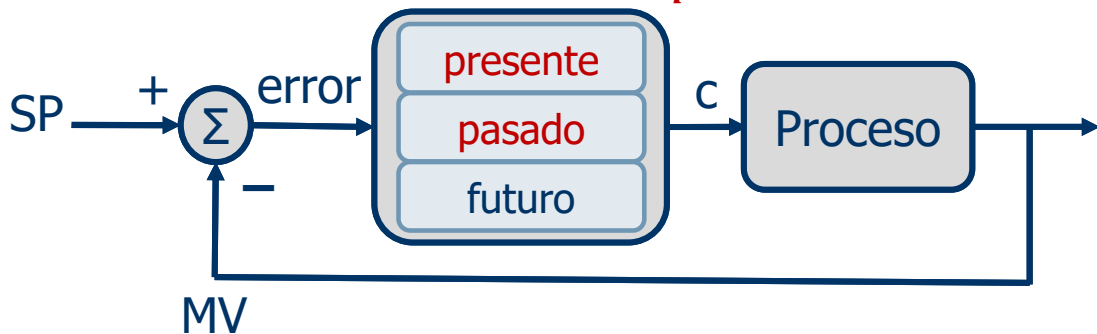 SP
+
Σ
−
error
presente
pasado
futuro
c
Proceso
MV